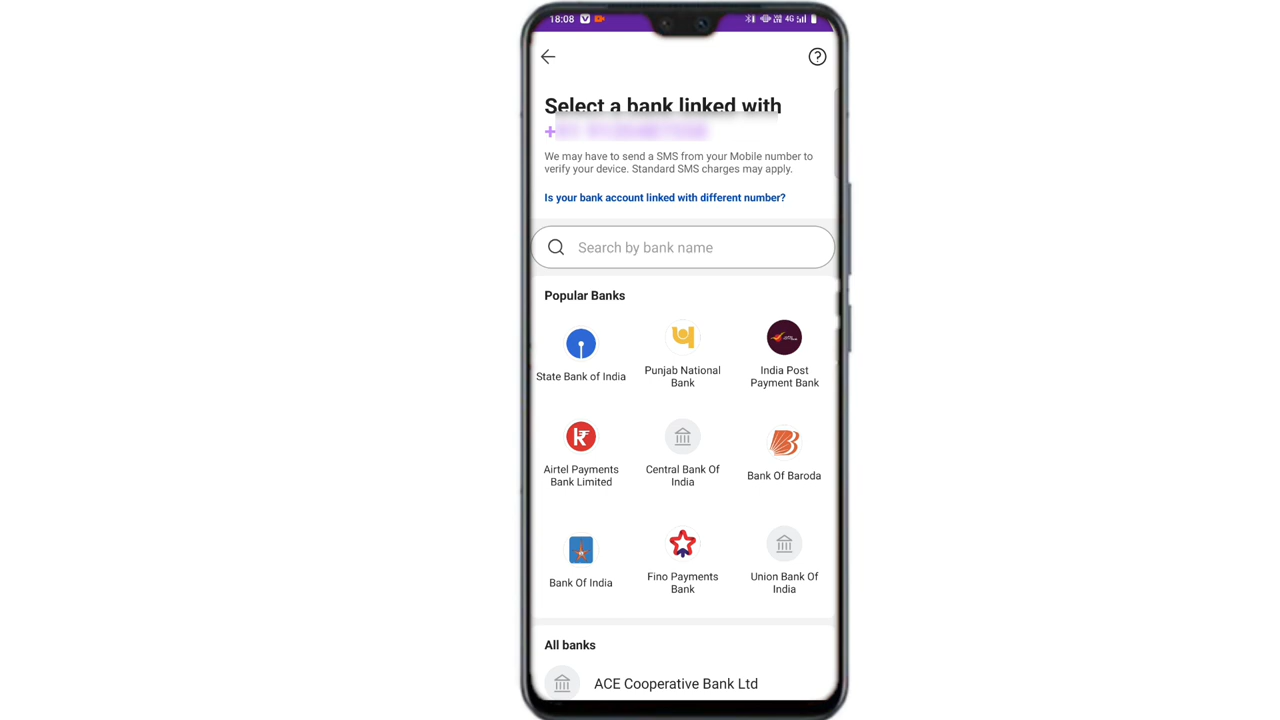 18:08
4G
Select a bank linked with
+
We may have to send a SMS from your Mobile number to
verify your device. Standard SMS charges may apply.
Is your bank account linked with different number?
Search by bank name
Popular Banks
State Bank of India
Punjab National
Bank
India Post
Payment Bank
Airtel Payments
Bank Limited
Central Bank Of
India
Bank Of Baroda
Bank Of India
Fino Payments
Bank
Union Bank Of
India
All banks
ACE Cooperative Bank Ltd